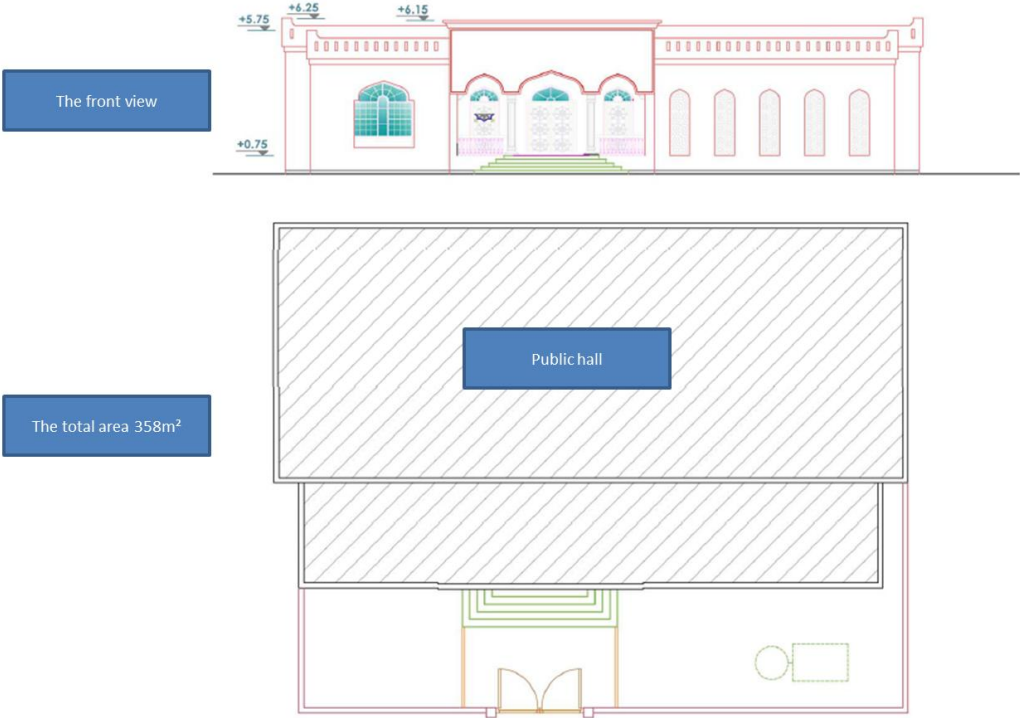 +6.25
+5.75
+6.15
The front view
+0.75
Public hall
The total area 358m²